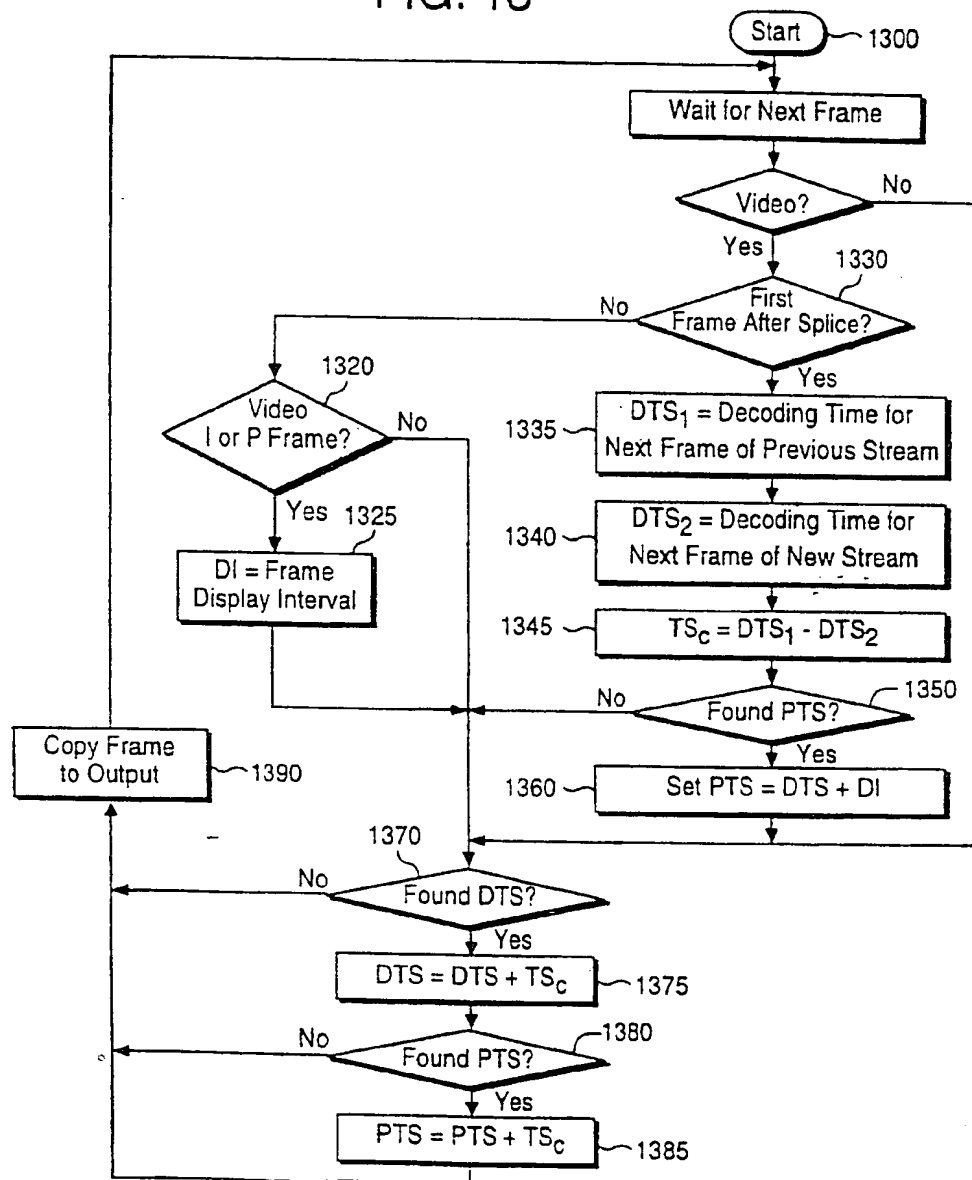 Start
1300
Wait for Next Frame
Video?
No
Yes
1330
First
Frame After Splice?
No
Yes
1320
Video
I or P Frame?
No
Yes
1325
DI = Frame
Display Interval
1335
DTS1 = Decoding Time for
Next Frame of Previous Stream
1340
DTS2 = Decoding Time for
Next Frame of New Stream
1345
TSc = DTS1 - DTS2
1350
Found PTS?
No
Yes
1360
Set PTS = DTS + DI
Copy Frame
to Output
1390
1370
Found DTS?
No
Yes
DTS = DTS + TSc
1375
1380
Found PTS?
No
Yes
PTS = PTS + TSc
1385